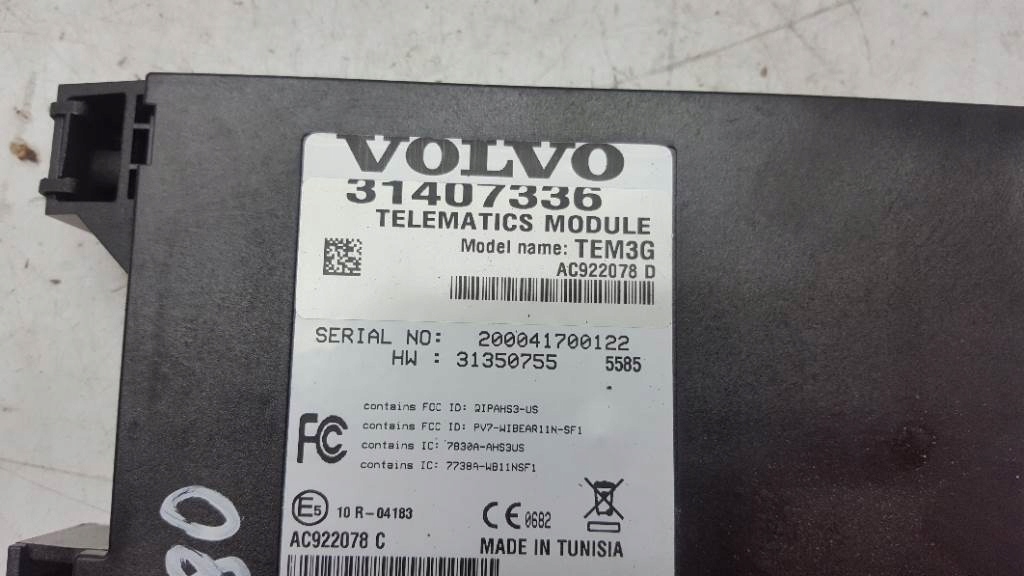 VOLVO
31407336
TELEMATICS MODULE
Model name: TEM3G
AC922078 D
SERIAL NO: 200041700122
HW : 31350755 5585
contains FCC ID: QIPAHS3-US
contains FCC ID: PV7-WIBEAR11N-SF1
contains IC: 7830A-AHS3US
contains IC: 7738A-WB11NSF1
FC
E5 10 R-04183
CE 0682
AC922078 C
MADE IN TUNISIA